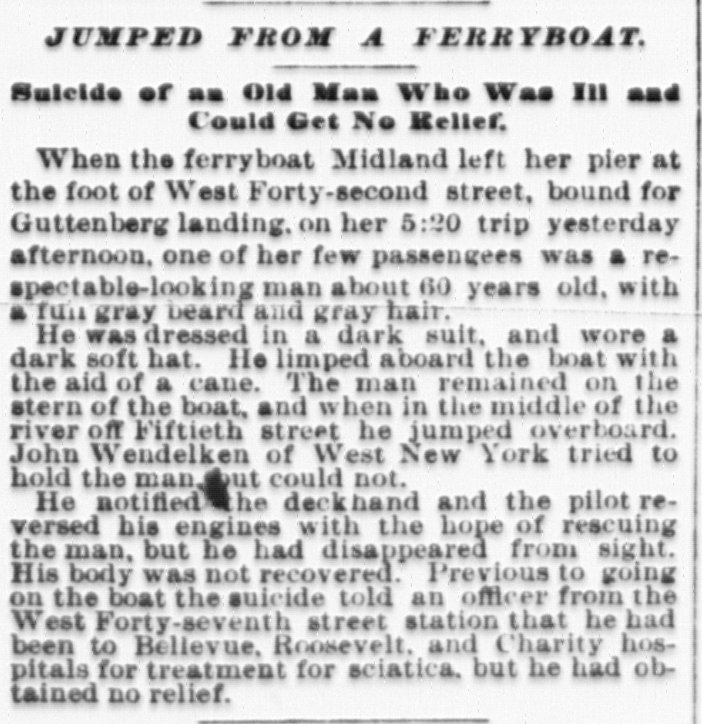 JUMPED FROM A FERRYBOAT.
Suicide of an Old Man Who Was Ill and
Could Get No Relief.
When the ferryboat Midland left her pier at
the foot of West Forty-second street, bound for
Guttenberg landing, on her 5:20 trip yesterday
afternoon, one of her few passengees was a re-
spectable-looking man about 60 years old, with
a full gray beard and gray hair.
He was dressed in a dark suit, and wore a
dark soft hat. He limped aboard the boat with
the aid of a cane. The man remained on the
stern of the boat, and when in the middle of the
river off Fiftieth street he jumped overboard.
John Wendelken of West New York tried to
hold the man, but could not.
He notified the deckhand and the pilot re-
versed his engines with the hope of rescuing
the man, but he had disappeared from sight.
His body was not recovered. Previous to going
on the boat the suicide told an officer from the
West Forty-seventh street station that he had
been to Bellevue, Roosevelt, and Charity hos-
pitals for treatment for sciatica, but he had ob-
tained no relief.